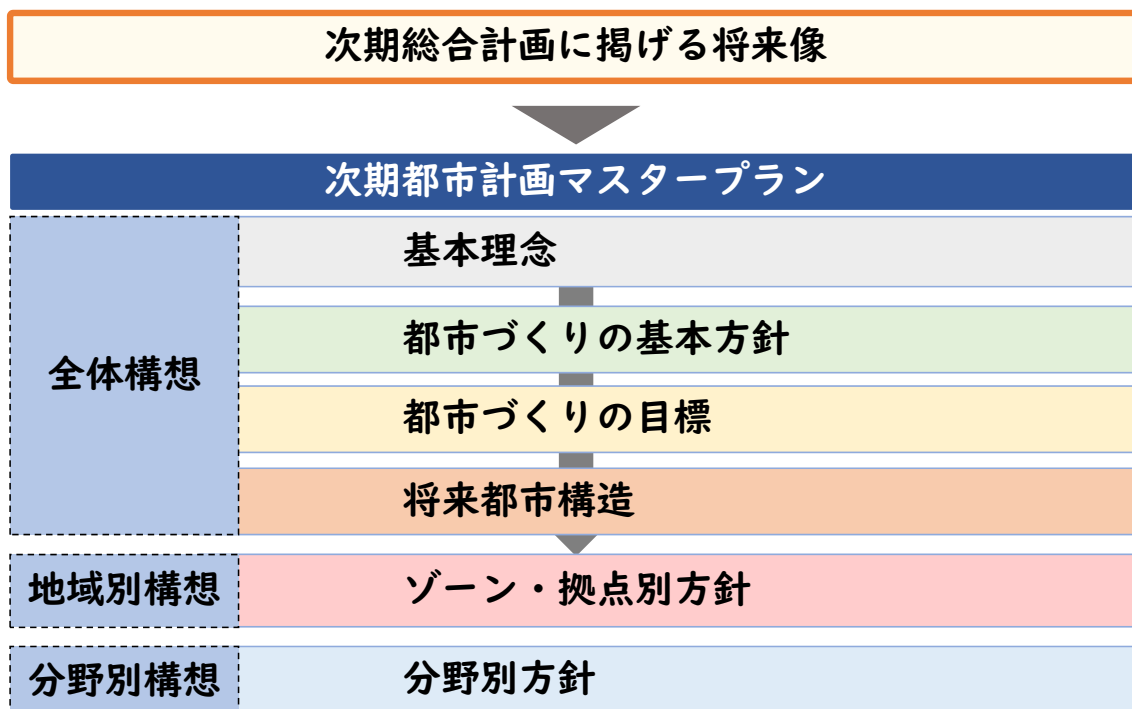 次期総合計画に掲げる将来像
次期都市計画マスタープラン
全体構想
基本理念
都市づくりの基本方針
都市づくりの目標
将来都市構造
地域別構想
ゾーン・拠点別方針
分野別構想
分野別方針